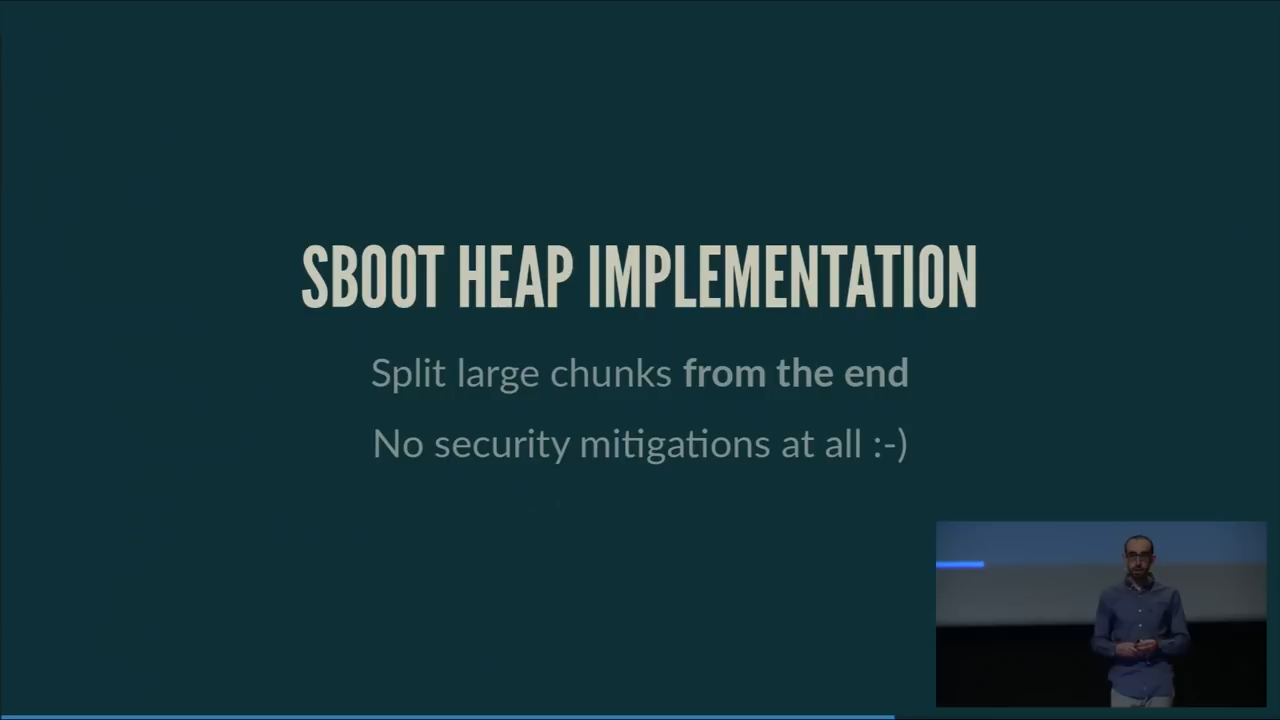 SBOOT HEAP IMPLEMENTATION
Split large chunks from the end
No security mitigations at all :-)